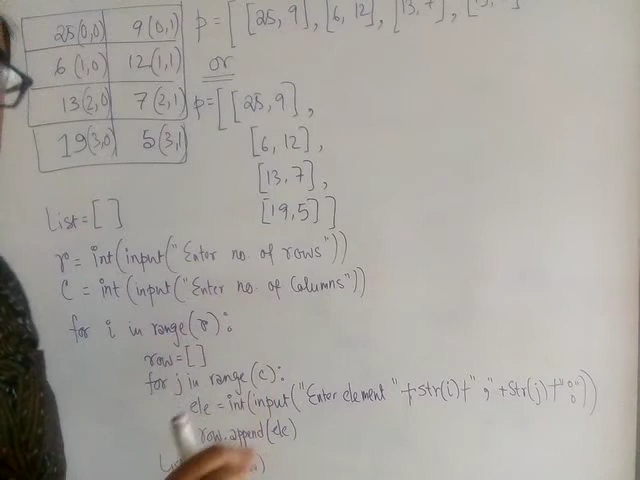 25(0,0) 9(0,1) p=[[25,9],[6,12],[13,7],
6(1,0) 12(1,1) or
13(2,0) 7(2,1) p=[[25,9],
19(3,0) 5(3,1) [6,12],
[13,7],
[19,5]]
List=[]
r=int(input("Enter no. of rows"))
C=int(input("Enter no. of Columns"))
for i in range(r):
row=[]
for j in range(c):
ele=int(input("Enter element "+str(i)+","+str(j)+":"))
row.append(ele)